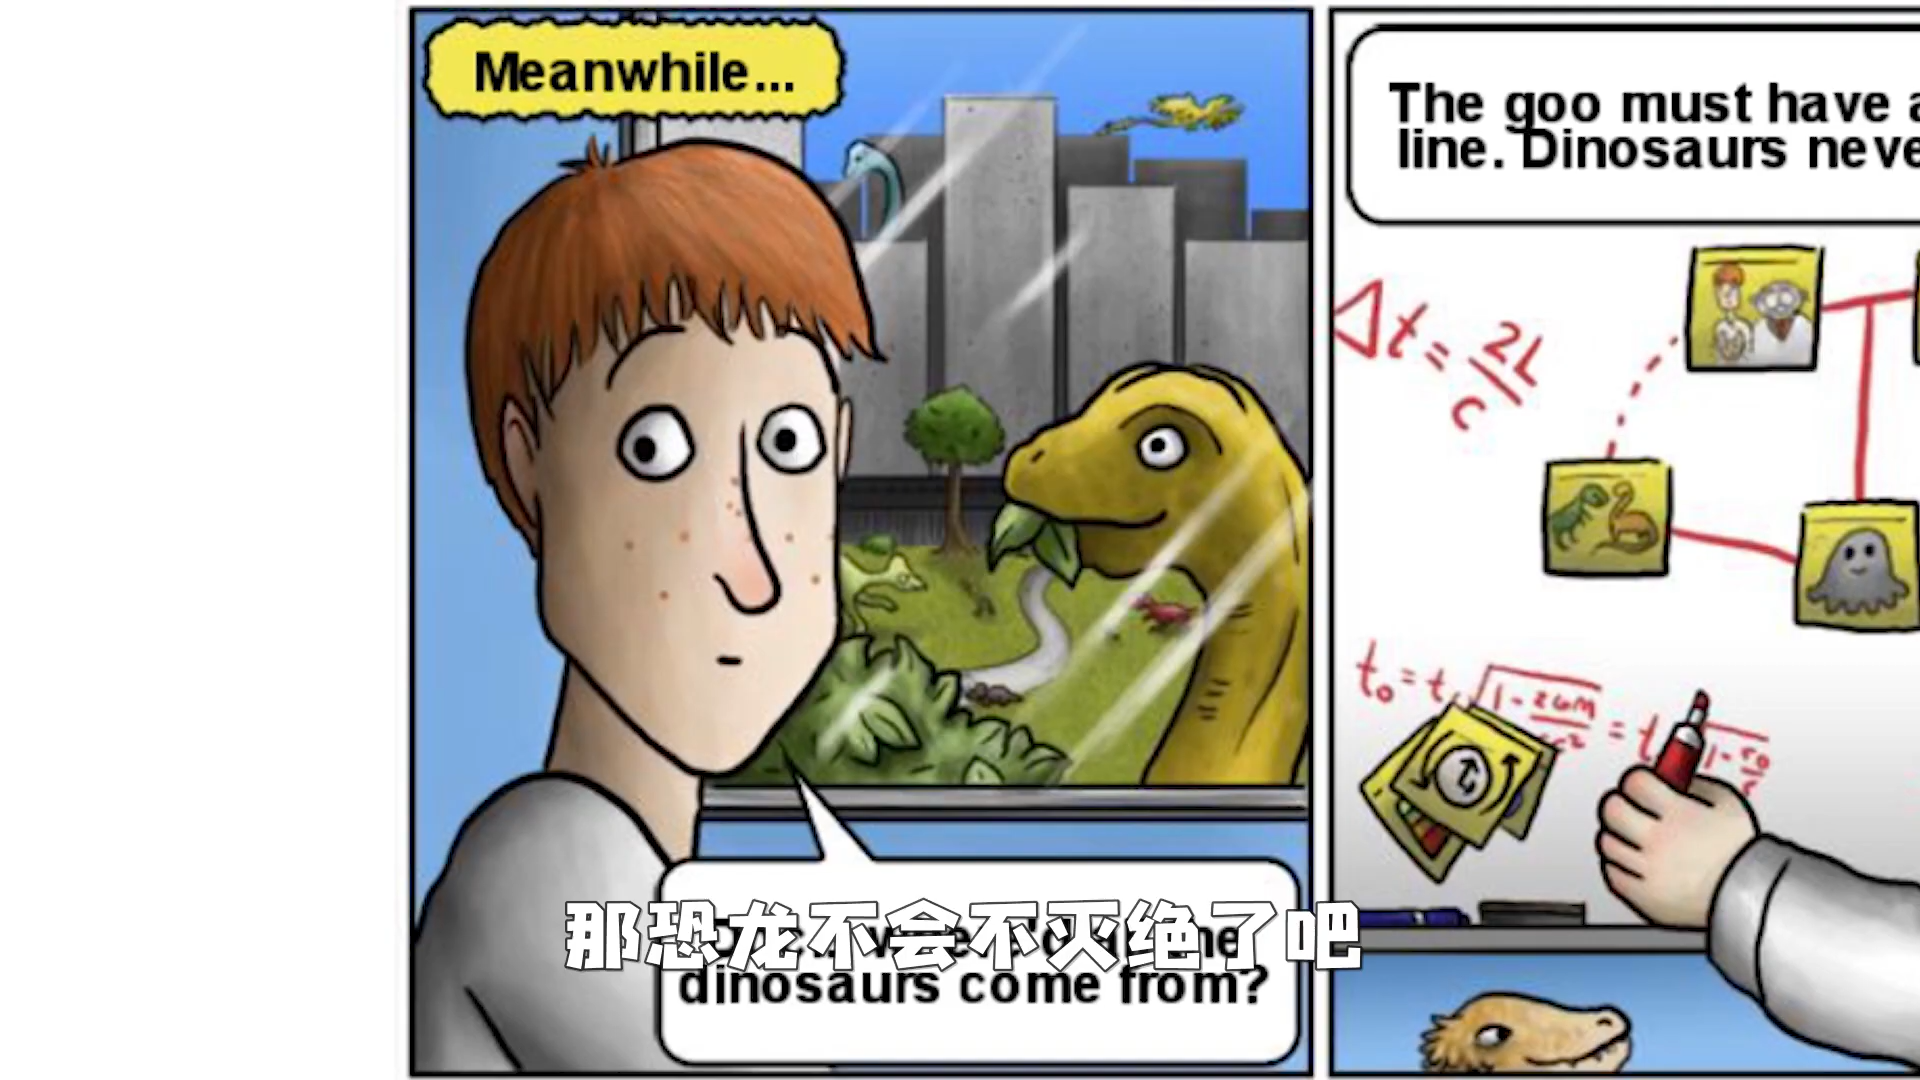 Meanwhile...
dinosaurs come from?
那恐龙不会不灭绝了吧
The goo must have a
line. Dinosaurs neve
Δt = 2L
c